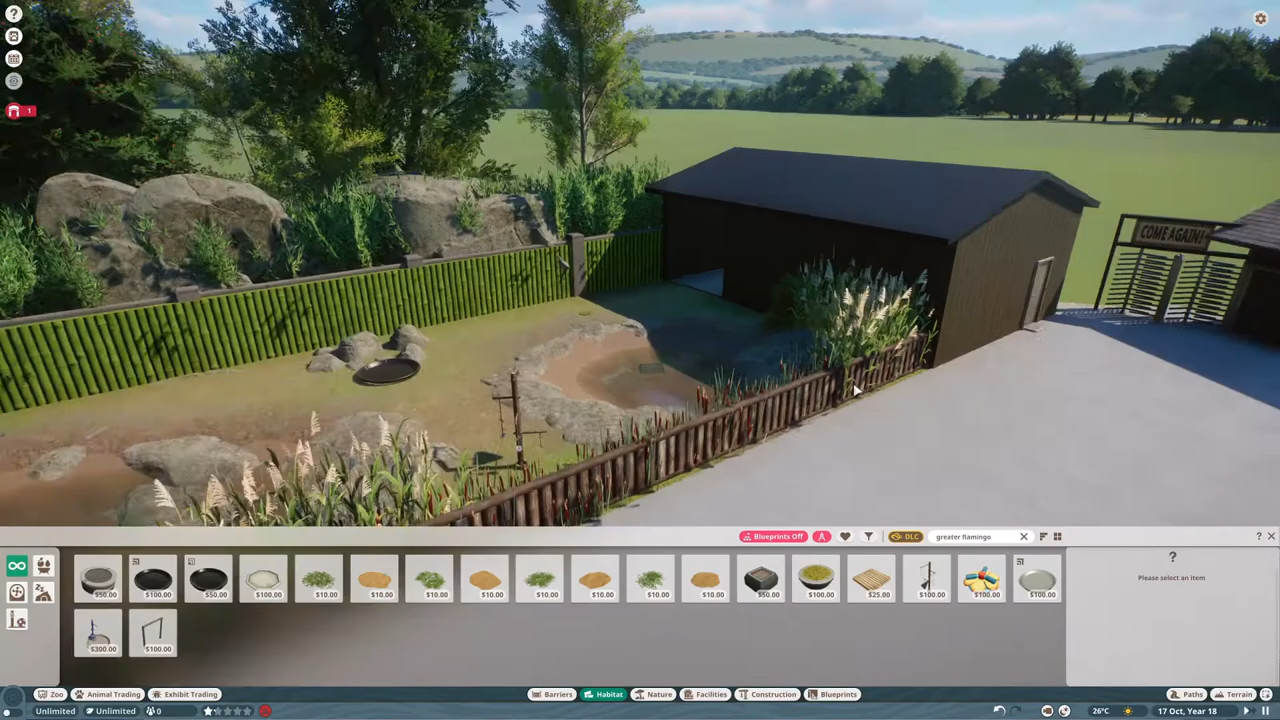 ?
1
COME AGAIN!
Blueprints Off
DLC
greater flamingo
?
?
Please select an item
$50.00
$100.00
$50.00
$100.00
$10.00
$10.00
$10.00
$10.00
$10.00
$10.00
$10.00
$10.00
$50.00
$100.00
$25.00
$100.00
$100.00
$100.00
$300.00
$100.00
Zoo
Animal Trading
Exhibit Trading
Barriers
Habitat
Nature
Facilities
Construction
Blueprints
Paths
Terrain
Unlimited
Unlimited
0
26°C
17 Oct, Year 18